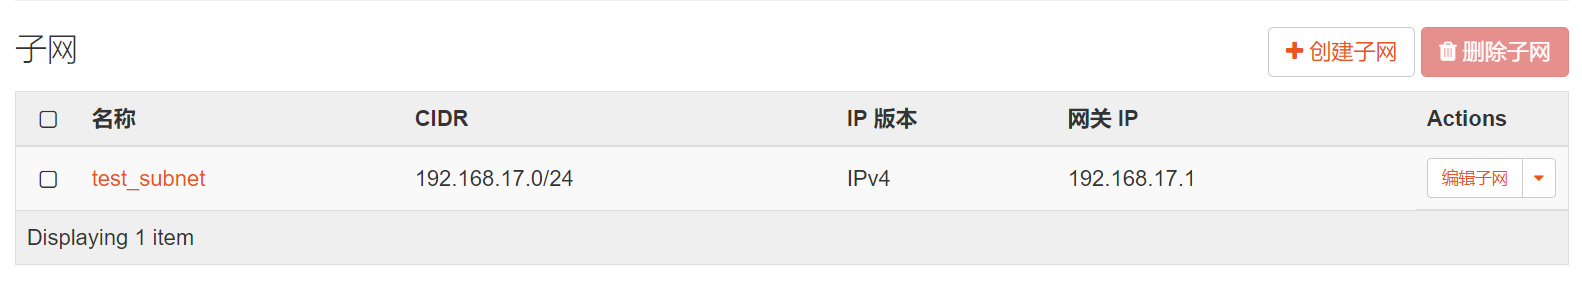 子网
创建子网 删除子网
名称 CIDR IP 版本 网关 IP Actions
test_subnet 192.168.17.0/24 IPv4 192.168.17.1 编辑子网
Displaying 1 item